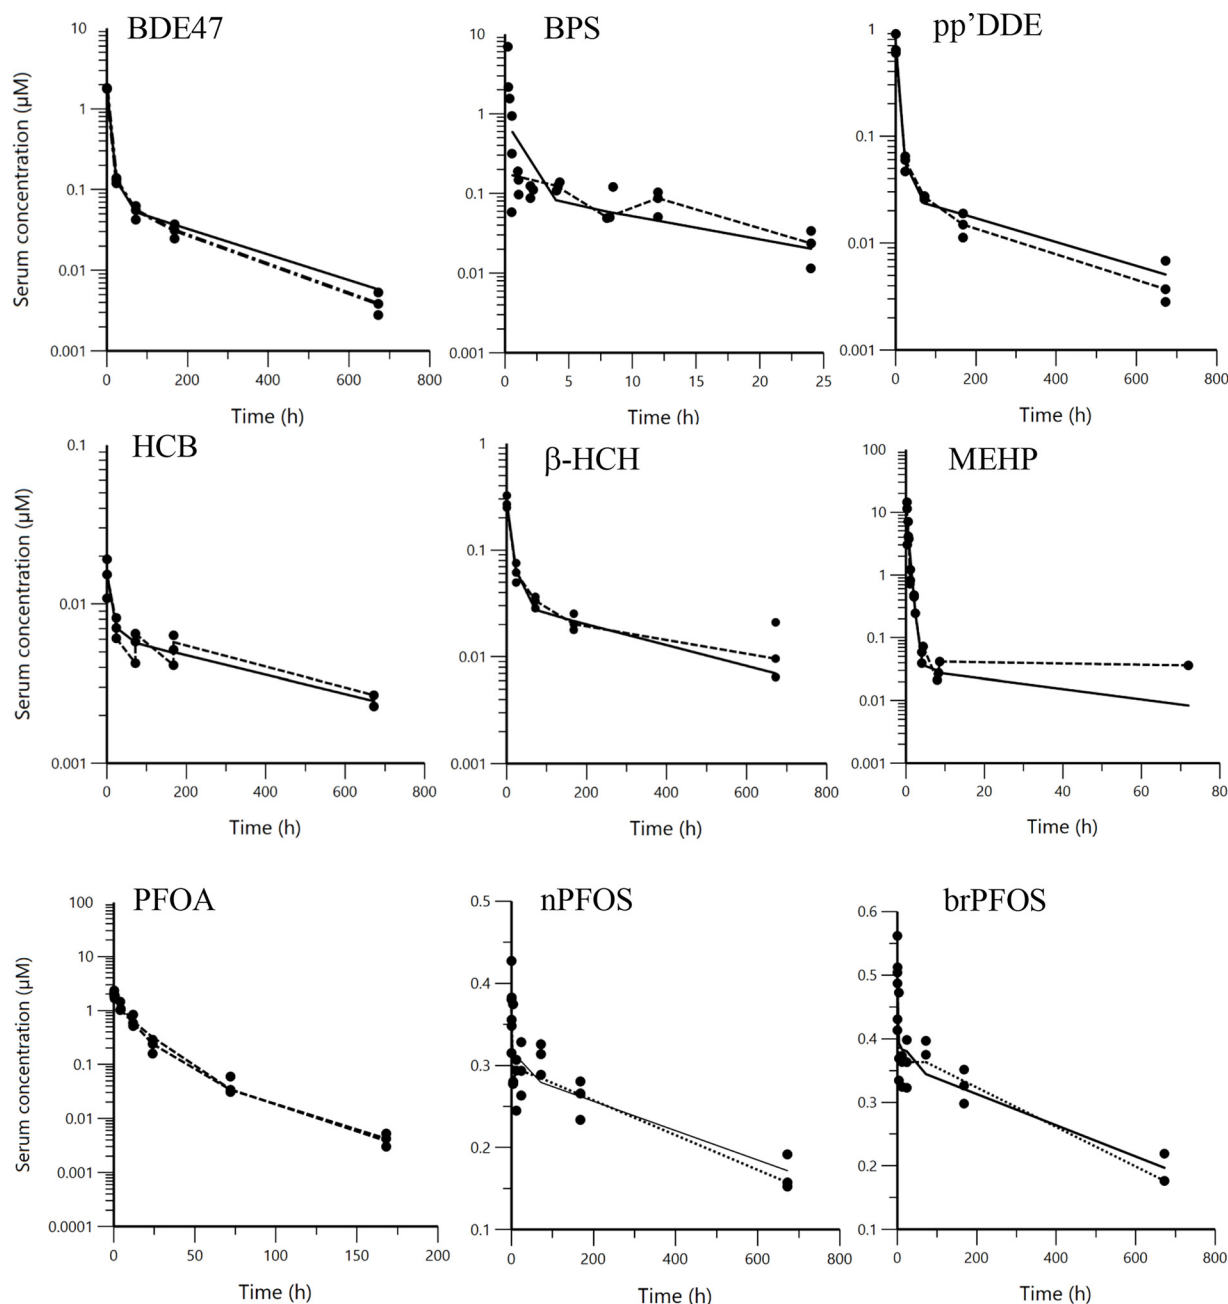 BDE47 BPS pp’DDE
Serum concentration (µM)
10
1
0.1
0.01
0.001
0 200 400 600 800
Time (h)
10
1
0.1
0.01
0.001
0 5 10 15 20 25
Time (h)
1
0.1
0.01
0.001
0 200 400 600 800
Time (h)
HCB β-HCH MEHP
Serum concentration (µM)
0.1
0.01
0.001
0 200 400 600 800
Time (h)
1
0.1
0.01
0.001
0 200 400 600 800
Time (h)
100
10
1
0.1
0.01
0.001
0 20 40 60 80
Time (h)
PFOA nPFOS brPFOS
Serum concentration (µM)
100
10
1
0.1
0.01
0.001
0.0001
0 50 100 150 200
Time (h)
0.5
0.4
0.3
0.2
0.1
0 200 400 600 800
Time (h)
0.6
0.5
0.4
0.3
0.2
0.1
0 200 400 600 800
Time (h)